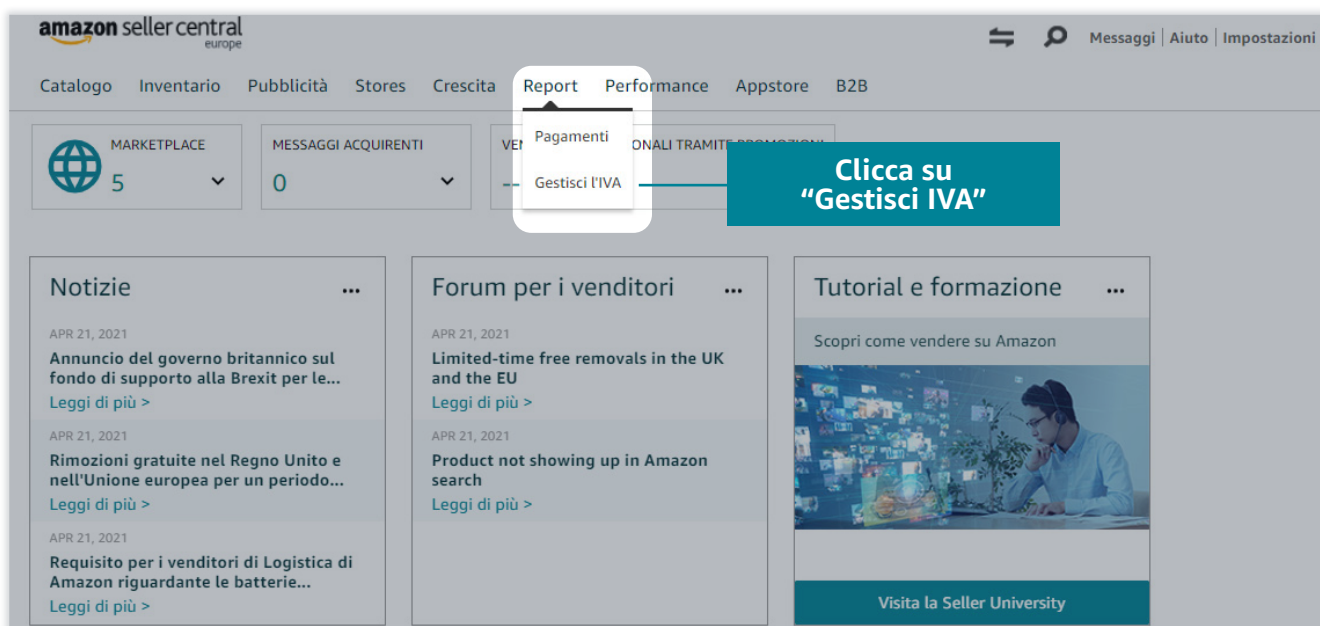 amazon seller central
europe
Messaggi | Aiuto | Impostazioni
Catalogo Inventario Pubblicità Stores Crescita Report Performance Appstore B2B
MARKETPLACE
5
MESSAGGI ACQUIRENTI
0
VEN
ONALI TRAMITE PROMOZIONI
--
Pagamenti
Gestisci l'IVA
Clicca su
“Gestisci IVA”
Notizie ...
APR 21, 2021
Annuncio del governo britannico sul
fondo di supporto alla Brexit per le...
Leggi di più >
APR 21, 2021
Rimozioni gratuite nel Regno Unito e
nell'Unione europea per un periodo...
Leggi di più >
APR 21, 2021
Requisito per i venditori di Logistica di
Amazon riguardante le batterie...
Leggi di più >
Forum per i venditori ...
APR 21, 2021
Limited-time free removals in the UK
and the EU
Leggi di più >
APR 21, 2021
Product not showing up in Amazon
search
Leggi di più >
Tutorial e formazione ...
Scopri come vendere su Amazon
Visita la Seller University